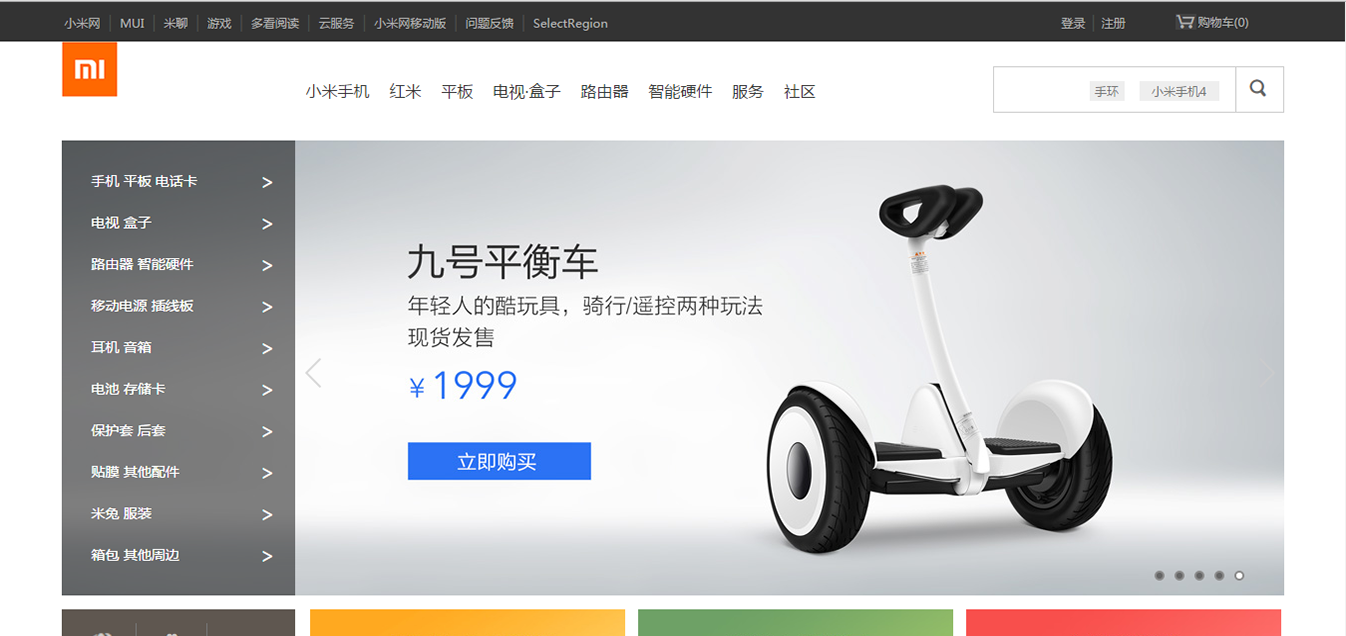 小米网 MUI 米聊 游戏 多看阅读 云服务 小米网移动版 问题反馈 SelectRegion 登录 注册 购物车(0)
mi
小米手机 红米 平板 电视·盒子 路由器 智能硬件 服务 社区 手环 小米手机4
手机 平板 电话卡 >
电视 盒子 >
路由器 智能硬件 >
移动电源 插线板 >
耳机 音箱 >
电池 存储卡 >
保护套 后套 >
贴膜 其他配件 >
米兔 服装 >
箱包 其他周边 >
九号平衡车
年轻人的酷玩具，骑行/遥控两种玩法
现货发售
¥ 1999
立即购买